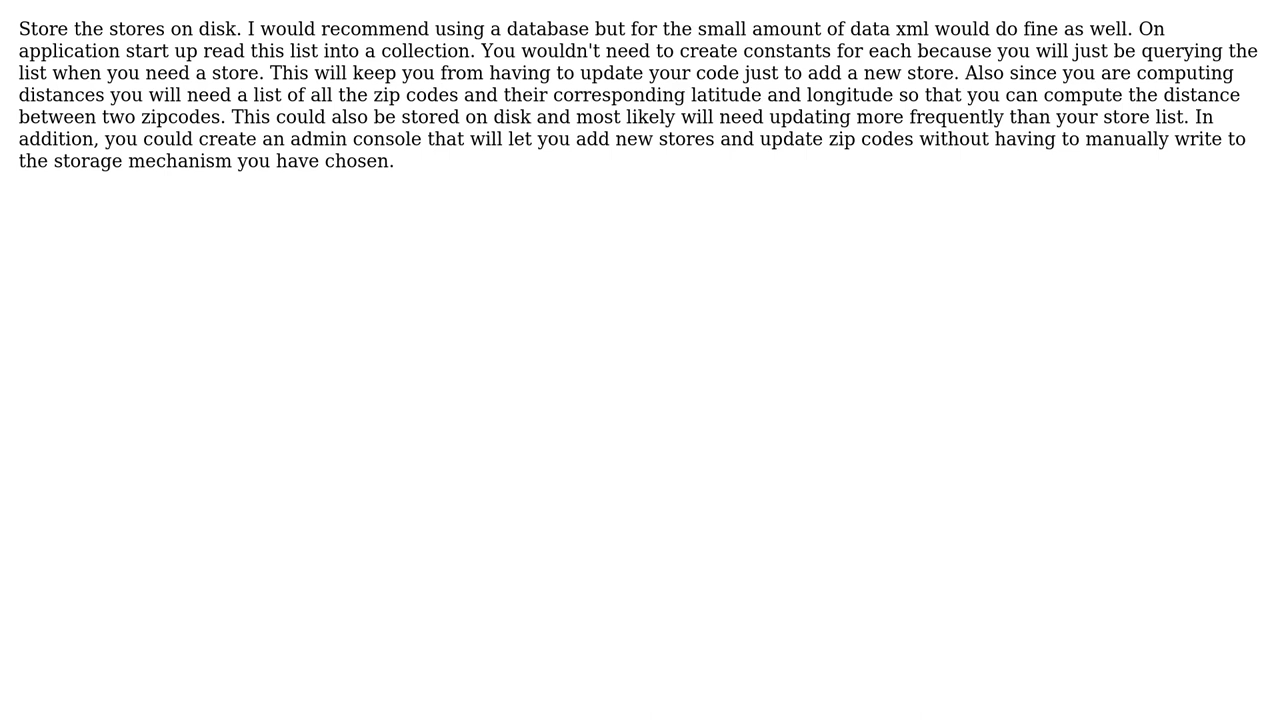 Store the stores on disk. I would recommend using a database but for the small amount of data xml would do fine as well. On
application start up read this list into a collection. You wouldn't need to create constants for each because you will just be querying the
list when you need a store. This will keep you from having to update your code just to add a new store. Also since you are computing
distances you will need a list of all the zip codes and their corresponding latitude and longitude so that you can compute the distance
between two zipcodes. This could also be stored on disk and most likely will need updating more frequently than your store list. In
addition, you could create an admin console that will let you add new stores and update zip codes without having to manually write to
the storage mechanism you have chosen.